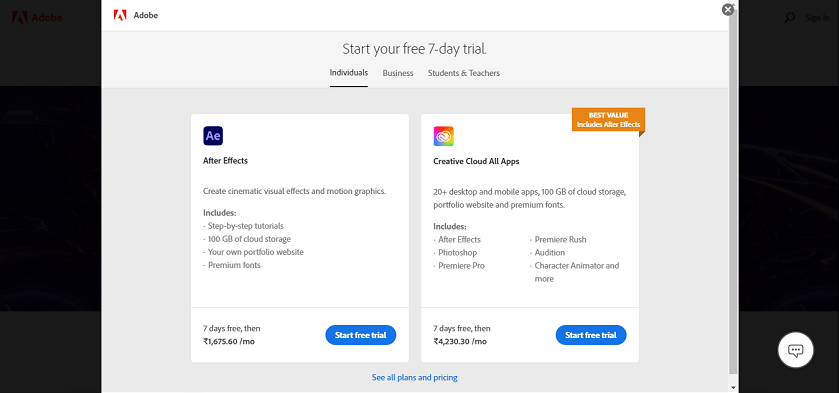 Adobe
Sign In
Adobe
Start your free 7-day trial.
Individuals Business Students & Teachers
Ae
After Effects
Create cinematic visual effects and motion graphics.
Includes:
· Step-by-step tutorials
· 100 GB of cloud storage
· Your own portfolio website
· Premium fonts
7 days free, then
₹1,675.60 /mo
Start free trial
BEST VALUE
Includes After Effects
Creative Cloud All Apps
20+ desktop and mobile apps, 100 GB of cloud storage,
portfolio website and premium fonts.
Includes:
· After Effects
· Photoshop
· Premiere Pro
· Premiere Rush
· Audition
· Character Animator and
more
7 days free, then
₹4,230.30 /mo
Start free trial
See all plans and pricing